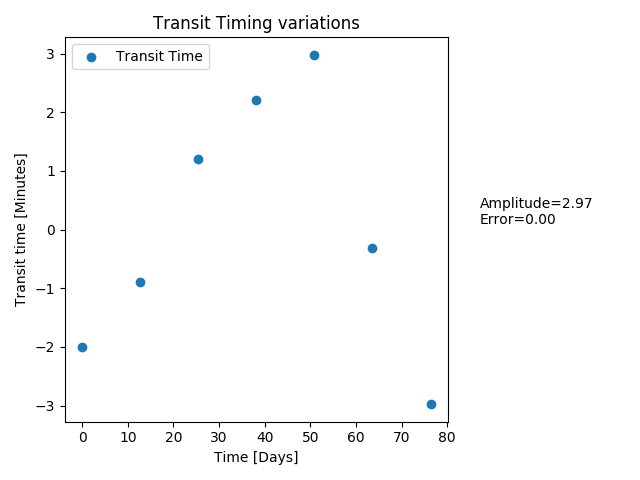 Transit Timing variations
Transit Time
3
2
1
0
−1
−2
−3
Transit time [Minutes]
0 10 20 30 40 50 60 70 80
Time [Days]
Amplitude=2.97
Error=0.00